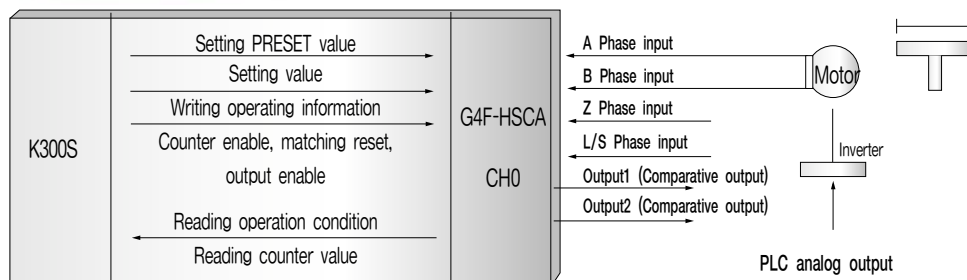 K300S
Setting PRESET value
Setting value
Writing operating information
Counter enable, matching reset,
output enable
Reading operation condition
Reading counter value
G4F-HSCA
CH0
A Phase input
B Phase input
Z Phase input
L/S Phase input
Output1 (Comparative output)
Output2 (Comparative output)
Motor
Inverter
PLC analog output